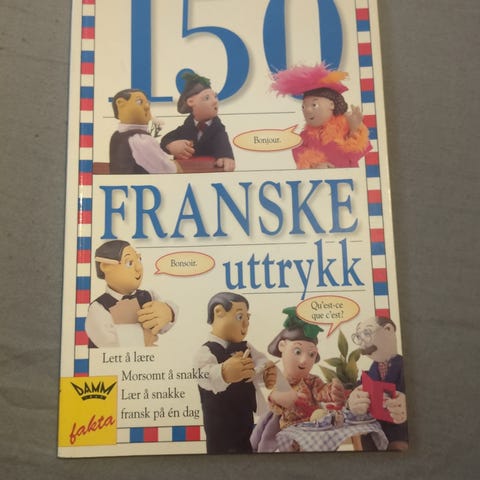 150
Bonjour.
FRANSKE
uttrykk
Bonsoir.
Qu'est-ce
que c'est?
Lett å lære
Morsomt å snakke
Lær å snakke
fransk på én dag
DAMM
fakta